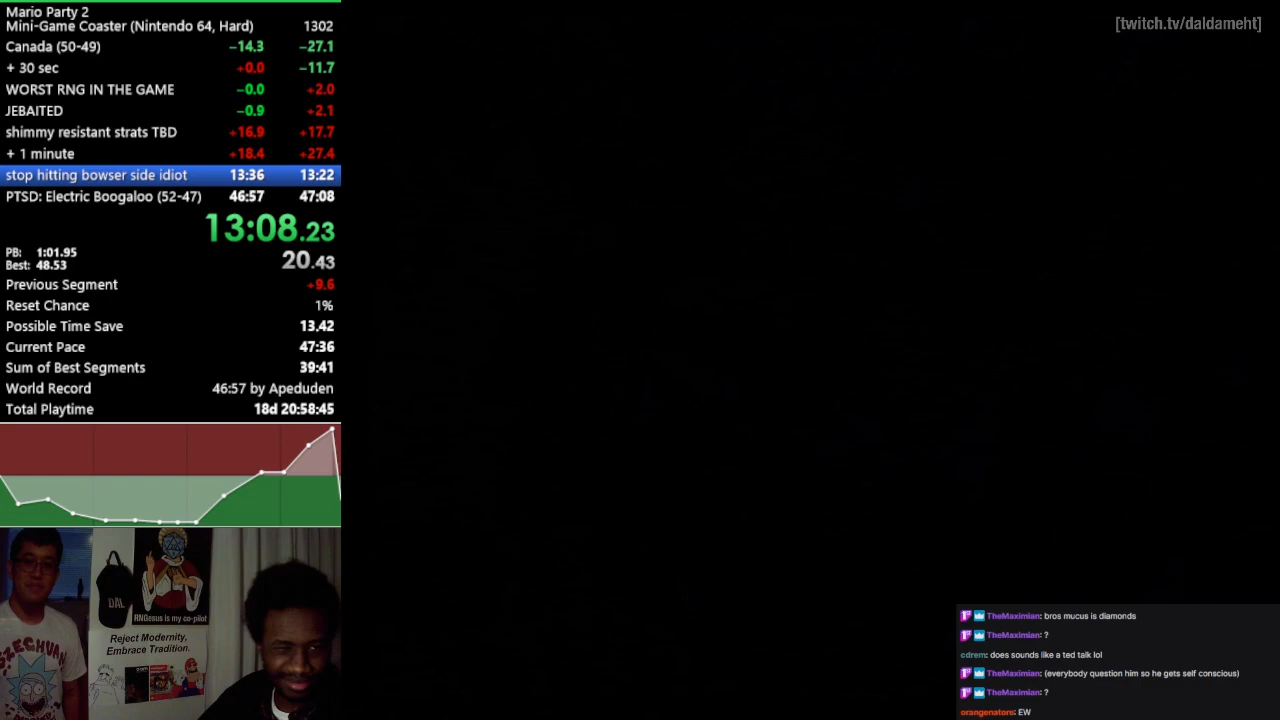 Mario Party 2
Mini-Game Coaster (Nintendo 64, Hard) 1302
Canada (50-49) −14.3 −27.1
+ 30 sec +0.0 −11.7
WORST RNG IN THE GAME −0.0 +2.0
JEBAITED −0.9 +2.1
shimmy resistant strats TBD +16.9 +17.7
+ 1 minute +18.4 +27.4
stop hitting bowser side idiot 13:36 13:22
PTSD: Electric Boogaloo (52-47) 46:57 47:08
13:08.23
PB: 1:01.95
Best: 48.53
20.43
Previous Segment +9.6
Reset Chance 1%
Possible Time Save 13.42
Current Pace 47:36
Sum of Best Segments 39:41
World Record 46:57 by Apeduden
Total Playtime 18d 20:58:45
DAL
RNGesus is my co-pilot
Reject Modernity,
Embrace Tradition.
SZECHUAN
[twitch.tv/daldameht]
TheMaximian: bros mucus is diamonds
TheMaximian: ?
cdrem: does sounds like a ted talk lol
TheMaximian: (everybody question him so he gets self conscious)
TheMaximian: ?
orangenators: EW